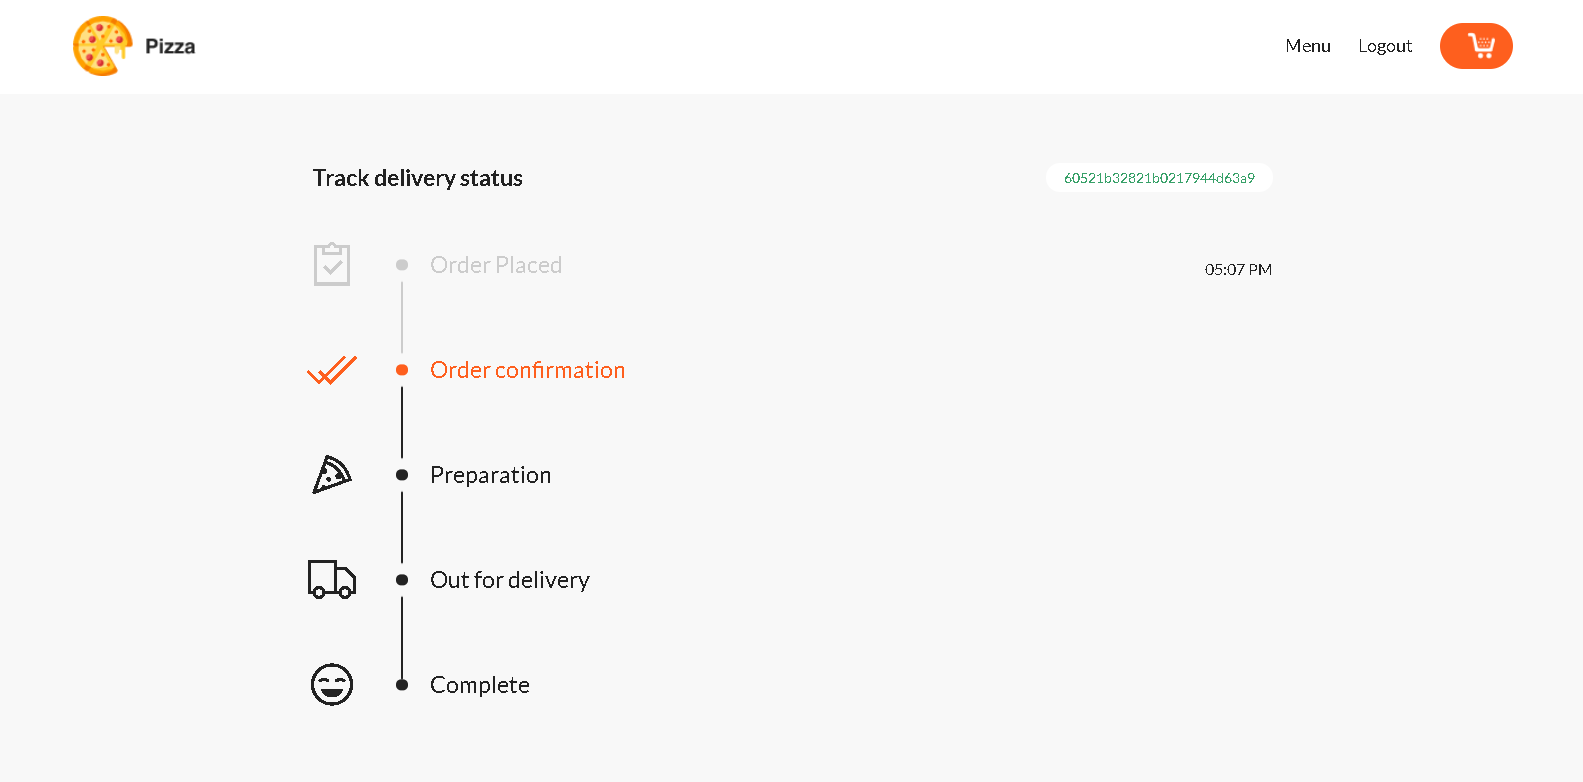 Pizza
Menu
Logout
Track delivery status
60521b32821b0217944d63a9
Order Placed
05:07 PM
Order confirmation
Preparation
Out for delivery
Complete